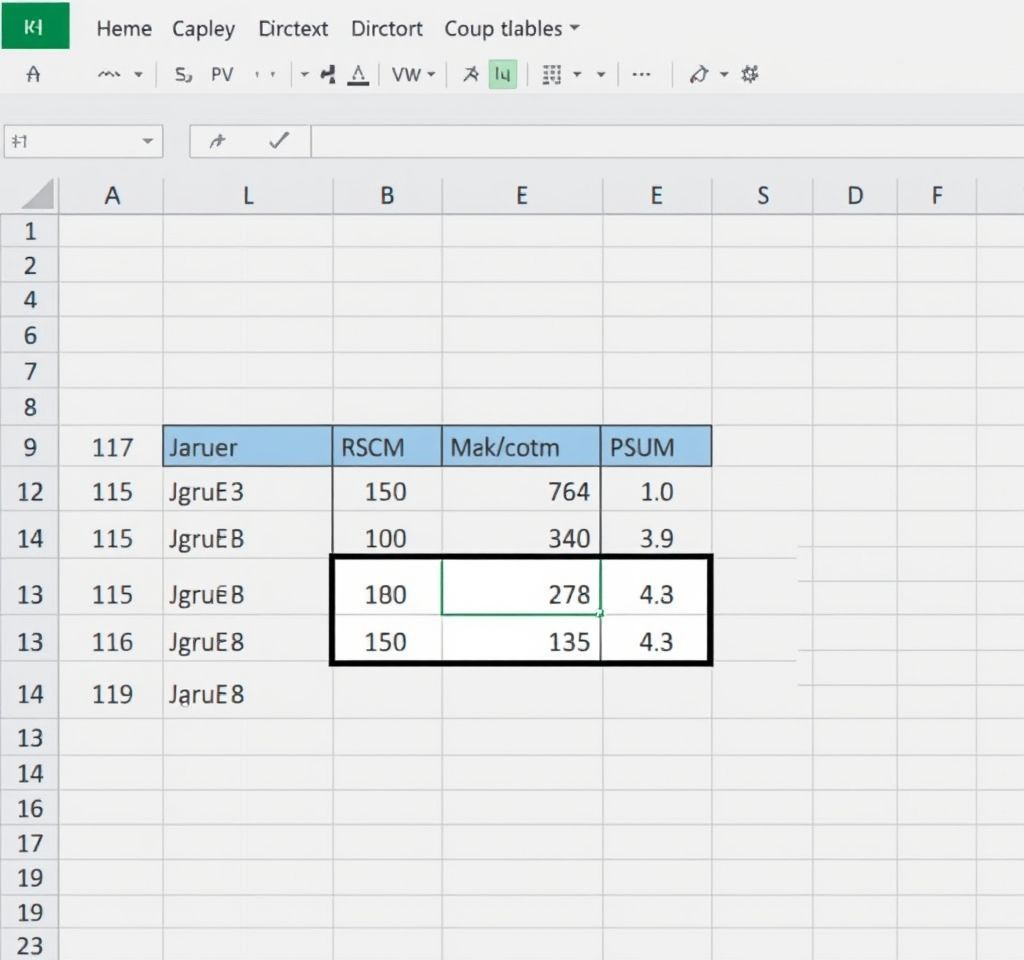 Heme Capley Dirctext Dirctort Coup tlables
PV VW
A L B E E S D F
1
2
4
6
7
8
9 117 Jaruer RSCM Mak/cotm PSUM
12 115 JgruE3 150 764 1.0
14 115 JgruEB 100 340 3.9
13 115 JgruEB 180 278 4.3
13 116 JgruE8 150 135 4.3
14 119 JaruE8
13
14
16
17
19
19
23